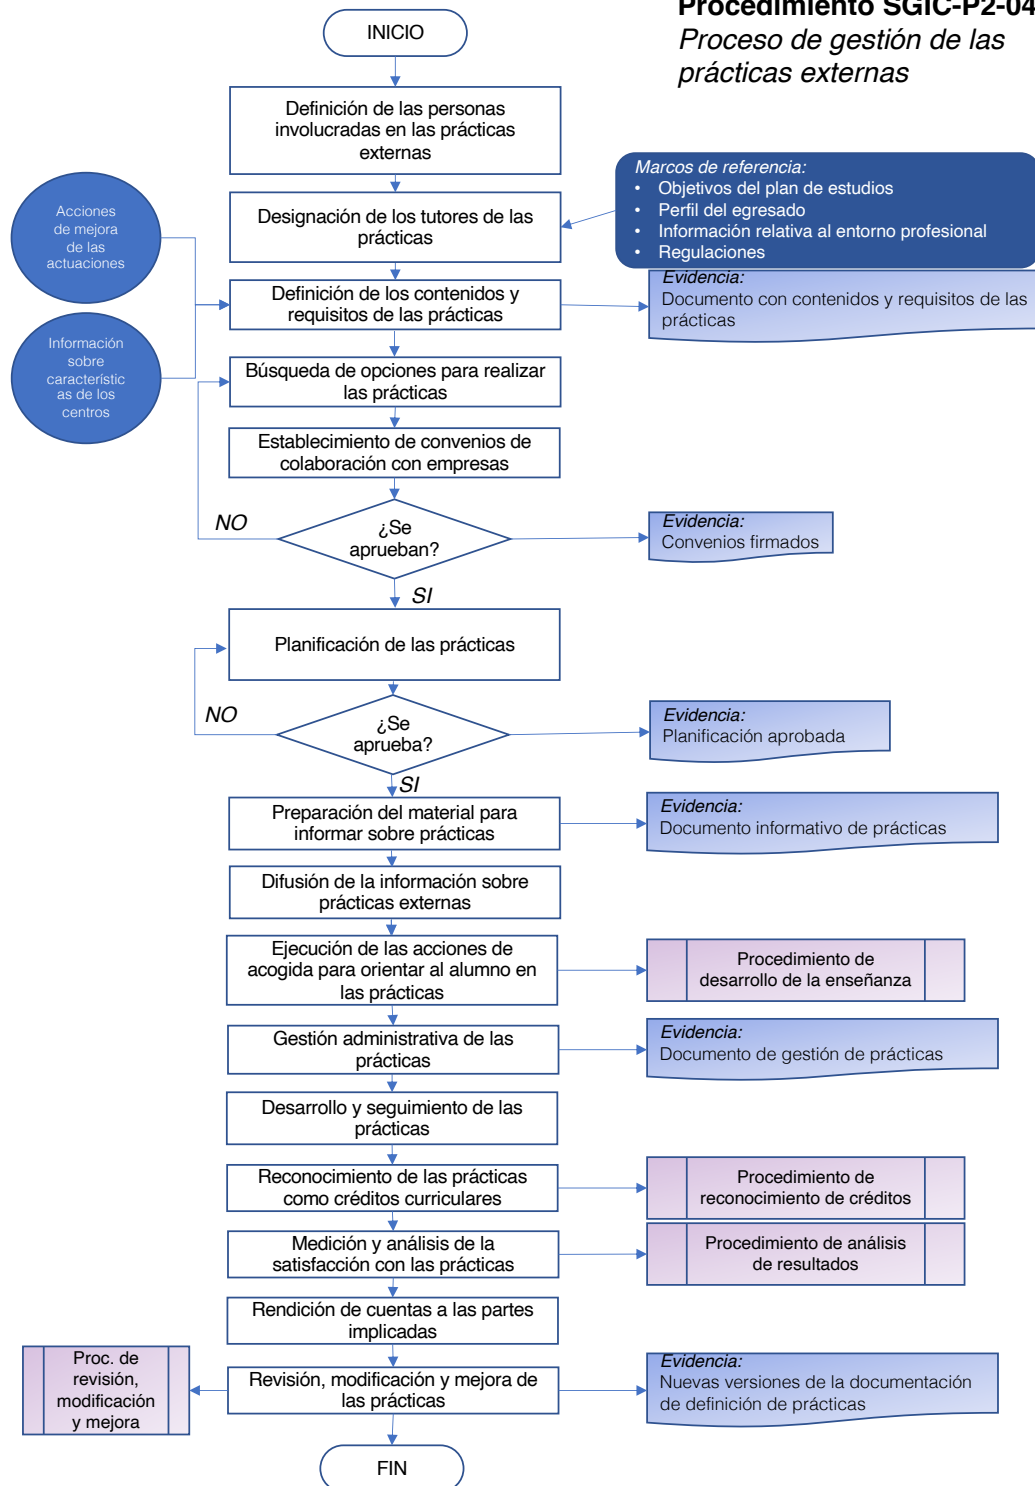 Procedimiento SGIC-P2-04
Proceso de gestión de las
prácticas externas
INICIO
Definición de las personas
involucradas en las prácticas
externas
Marcos de referencia:
• Objetivos del plan de estudios
• Perfil del egresado
• Información relativa al entorno profesional
• Regulaciones
Acciones
de mejora
de las
actuaciones
Designación de los tutores de las
prácticas
Definición de los contenidos y
requisitos de las prácticas
Evidencia:
Documento con contenidos y requisitos de las
prácticas
Información
sobre
característic
as de los
centros
Búsqueda de opciones para realizar
las prácticas
Establecimiento de convenios de
colaboración con empresas
NO
¿Se
aprueban?
Evidencia:
Convenios firmados
SI
Planificación de las prácticas
NO
¿Se
aprueba?
Evidencia:
Planificación aprobada
SI
Preparación del material para
informar sobre prácticas
Evidencia:
Documento informativo de prácticas
Difusión de la información sobre
prácticas externas
Ejecución de las acciones de
acogida para orientar al alumno en
las prácticas
Procedimiento de
desarrollo de la enseñanza
Gestión administrativa de las
prácticas
Evidencia:
Documento de gestión de prácticas
Desarrollo y seguimiento de las
prácticas
Reconocimiento de las prácticas
como créditos curriculares
Procedimiento de
reconocimiento de créditos
Medición y análisis de la
satisfacción con las prácticas
Procedimiento de análisis
de resultados
Rendición de cuentas a las partes
implicadas
Proc. de
revisión,
modificación
y mejora
Revisión, modificación y mejora de
las prácticas
Evidencia:
Nuevas versiones de la documentación
de definición de prácticas
FIN